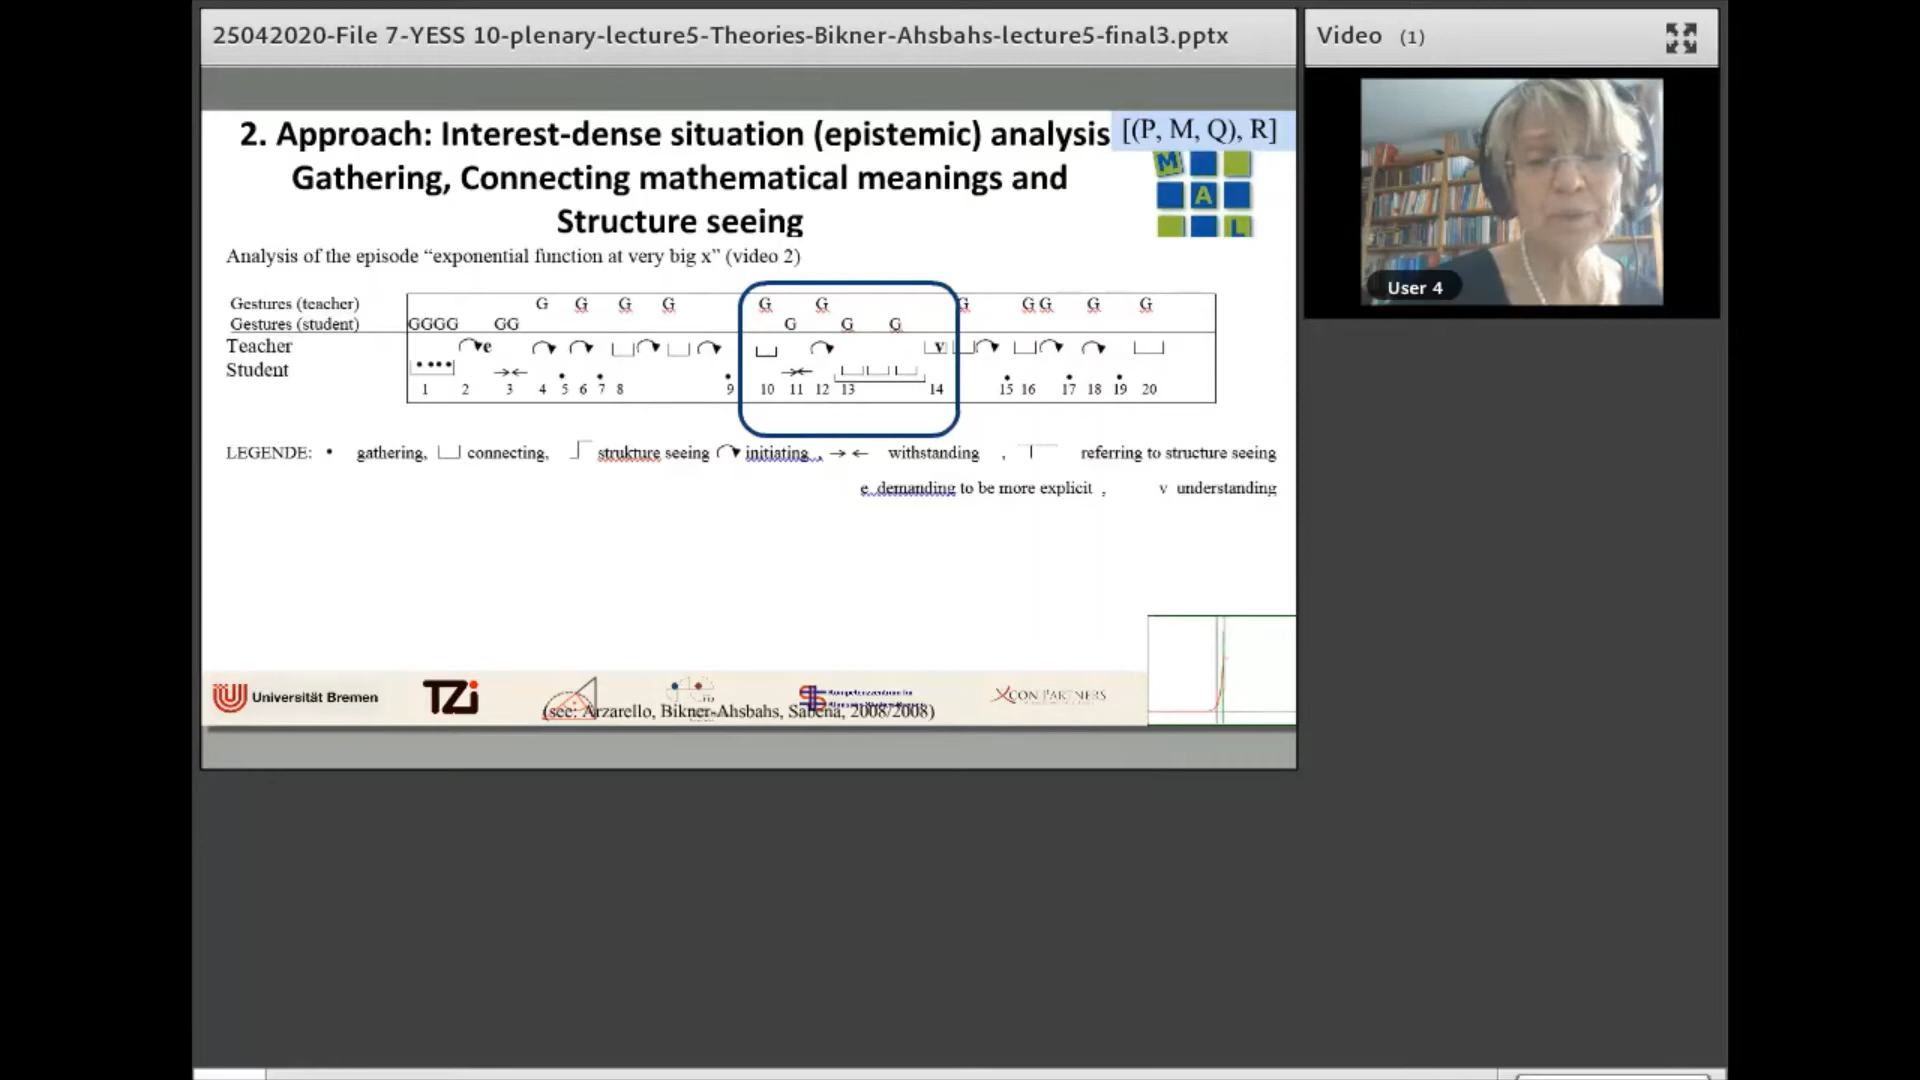 25042020-File 7-YESS 10-plenary-lecture5-Theories-Bikner-Ahsbahs-lecture5-final3.pptx
Video (1)
2. Approach: Interest-dense situation (epistemic) analysis
[(P, M, Q), R]
Gathering, Connecting mathematical meanings and
Structure seeing
M
A
L
Analysis of the episode “exponential function at very big x” (video 2)
User 4
Gestures (teacher) G G G G G G G G G G G
Gestures (student) GGGG GG G G G
Teacher e v
Student
1 2 3 4 5 6 7 8 9 10 11 12 13 14 15 16 17 18 19 20
LEGENDE: • gathering, connecting, strukture seeing initiating , → ← withstanding , referring to structure seeing
e demanding to be more explicit , v understanding
Universität Bremen
TZi
Kompetenzzentrum für
XCON PARTNERS
(see: Arzarello, Bikner-Ahsbahs, Sabena, 2008/2008)